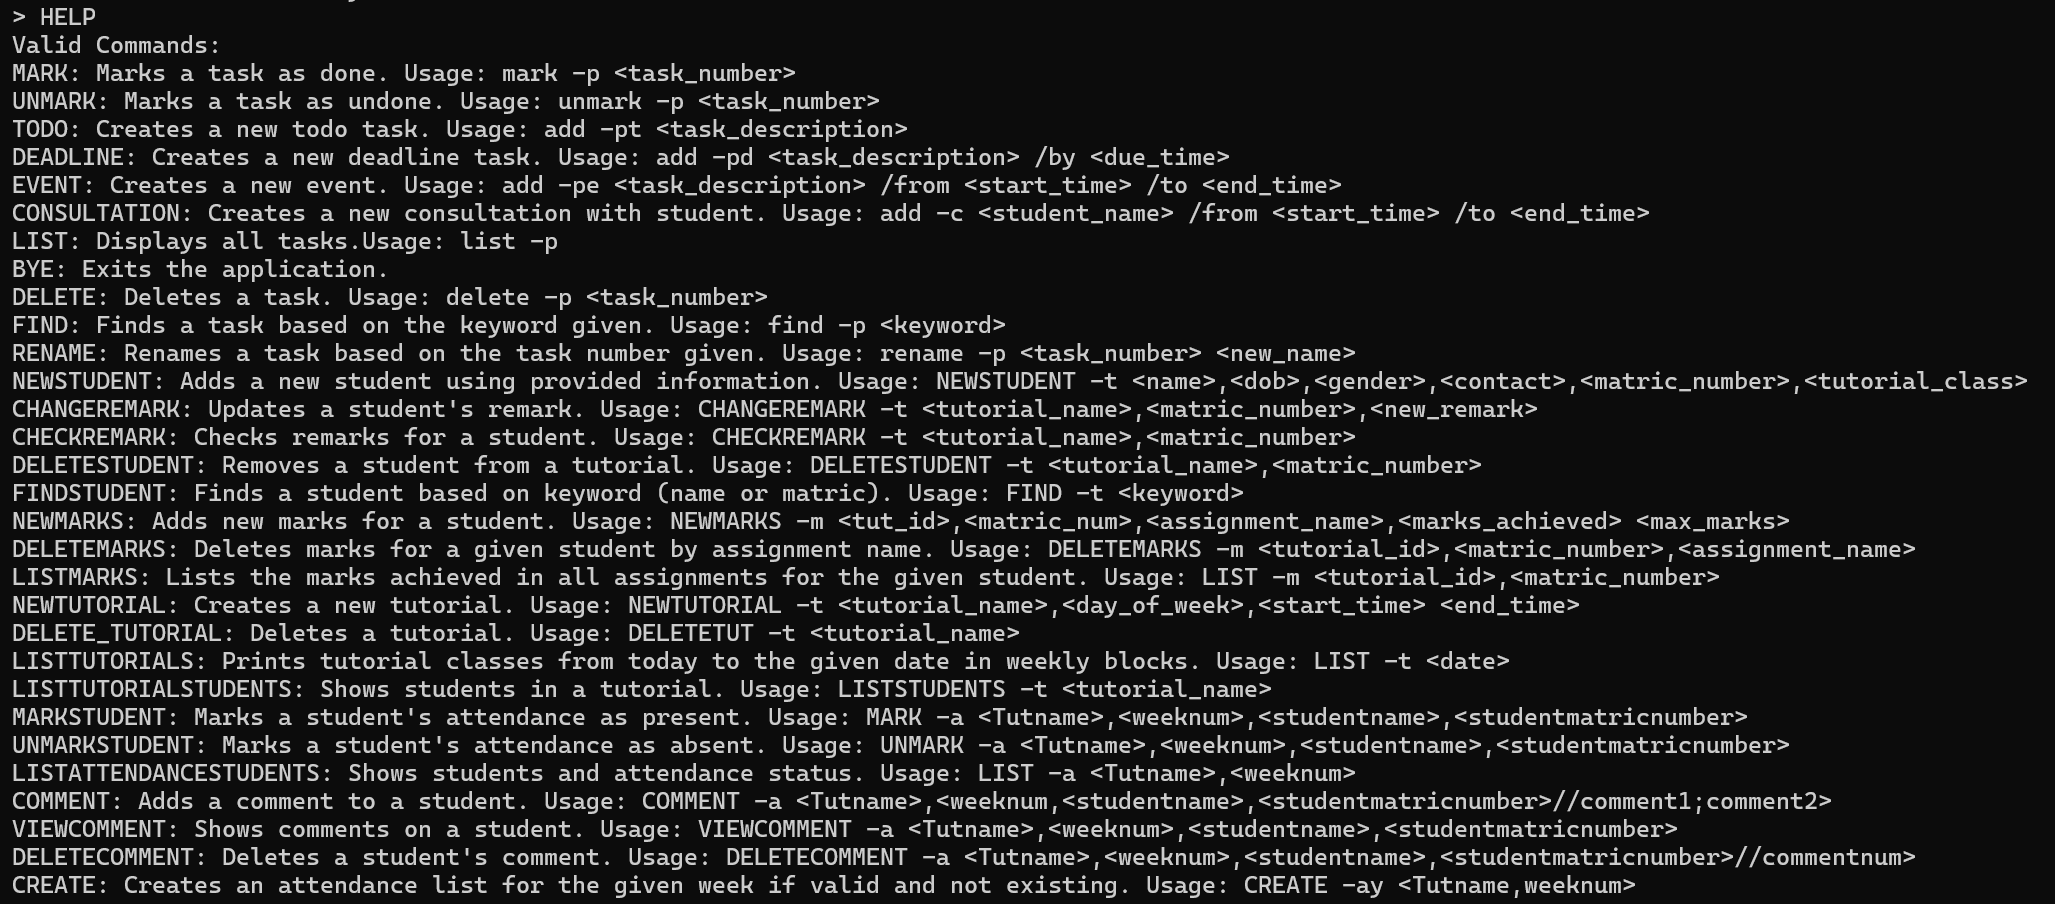 > HELP
Valid Commands:
MARK: Marks a task as done. Usage: mark -p <task_number>
UNMARK: Marks a task as undone. Usage: unmark -p <task_number>
TODO: Creates a new todo task. Usage: add -pt <task_description>
DEADLINE: Creates a new deadline task. Usage: add -pd <task_description> /by <due_time>
EVENT: Creates a new event. Usage: add -pe <task_description> /from <start_time> /to <end_time>
CONSULTATION: Creates a new consultation with student. Usage: add -c <student_name> /from <start_time> /to <end_time>
LIST: Displays all tasks.Usage: list -p
BYE: Exits the application.
DELETE: Deletes a task. Usage: delete -p <task_number>
FIND: Finds a task based on the keyword given. Usage: find -p <keyword>
RENAME: Renames a task based on the task number given. Usage: rename -p <task_number> <new_name>
NEWSTUDENT: Adds a new student using provided information. Usage: NEWSTUDENT -t <name>,<dob>,<gender>,<contact>,<matric_number>,<tutorial_class>
CHANGEREMARK: Updates a student's remark. Usage: CHANGEREMARK -t <tutorial_name>,<matric_number>,<new_remark>
CHECKREMARK: Checks remarks for a student. Usage: CHECKREMARK -t <tutorial_name>,<matric_number>
DELETESTUDENT: Removes a student from a tutorial. Usage: DELETESTUDENT -t <tutorial_name>,<matric_number>
FINDSTUDENT: Finds a student based on keyword (name or matric). Usage: FIND -t <keyword>
NEWMARKS: Adds new marks for a student. Usage: NEWMARKS -m <tut_id>,<matric_num>,<assignment_name>,<marks_achieved> <max_marks>
DELETEMARKS: Deletes marks for a given student by assignment name. Usage: DELETEMARKS -m <tutorial_id>,<matric_number>,<assignment_name>
LISTMARKS: Lists the marks achieved in all assignments for the given student. Usage: LIST -m <tutorial_id>,<matric_number>
NEWTUTORIAL: Creates a new tutorial. Usage: NEWTUTORIAL -t <tutorial_name>,<day_of_week>,<start_time> <end_time>
DELETE_TUTORIAL: Deletes a tutorial. Usage: DELETETUT -t <tutorial_name>
LISTTUTORIALS: Prints tutorial classes from today to the given date in weekly blocks. Usage: LIST -t <date>
LISTTUTORIALSTUDENTS: Shows students in a tutorial. Usage: LISTSTUDENTS -t <tutorial_name>
MARKSTUDENT: Marks a student's attendance as present. Usage: MARK -a <Tutname>,<weeknum>,<studentname>,<studentmatricnumber>
UNMARKSTUDENT: Marks a student's attendance as absent. Usage: UNMARK -a <Tutname>,<weeknum>,<studentname>,<studentmatricnumber>
LISTATTENDANCESTUDENTS: Shows students and attendance status. Usage: LIST -a <Tutname>,<weeknum>
COMMENT: Adds a comment to a student. Usage: COMMENT -a <Tutname>,<weeknum,<studentname>,<studentmatricnumber>//comment1;comment2>
VIEWCOMMENT: Shows comments on a student. Usage: VIEWCOMMENT -a <Tutname>,<weeknum>,<studentname>,<studentmatricnumber>
DELETECOMMENT: Deletes a student's comment. Usage: DELETECOMMENT -a <Tutname>,<weeknum>,<studentname>,<studentmatricnumber>//commentnum>
CREATE: Creates an attendance list for the given week if valid and not existing. Usage: CREATE -ay <Tutname,weeknum>